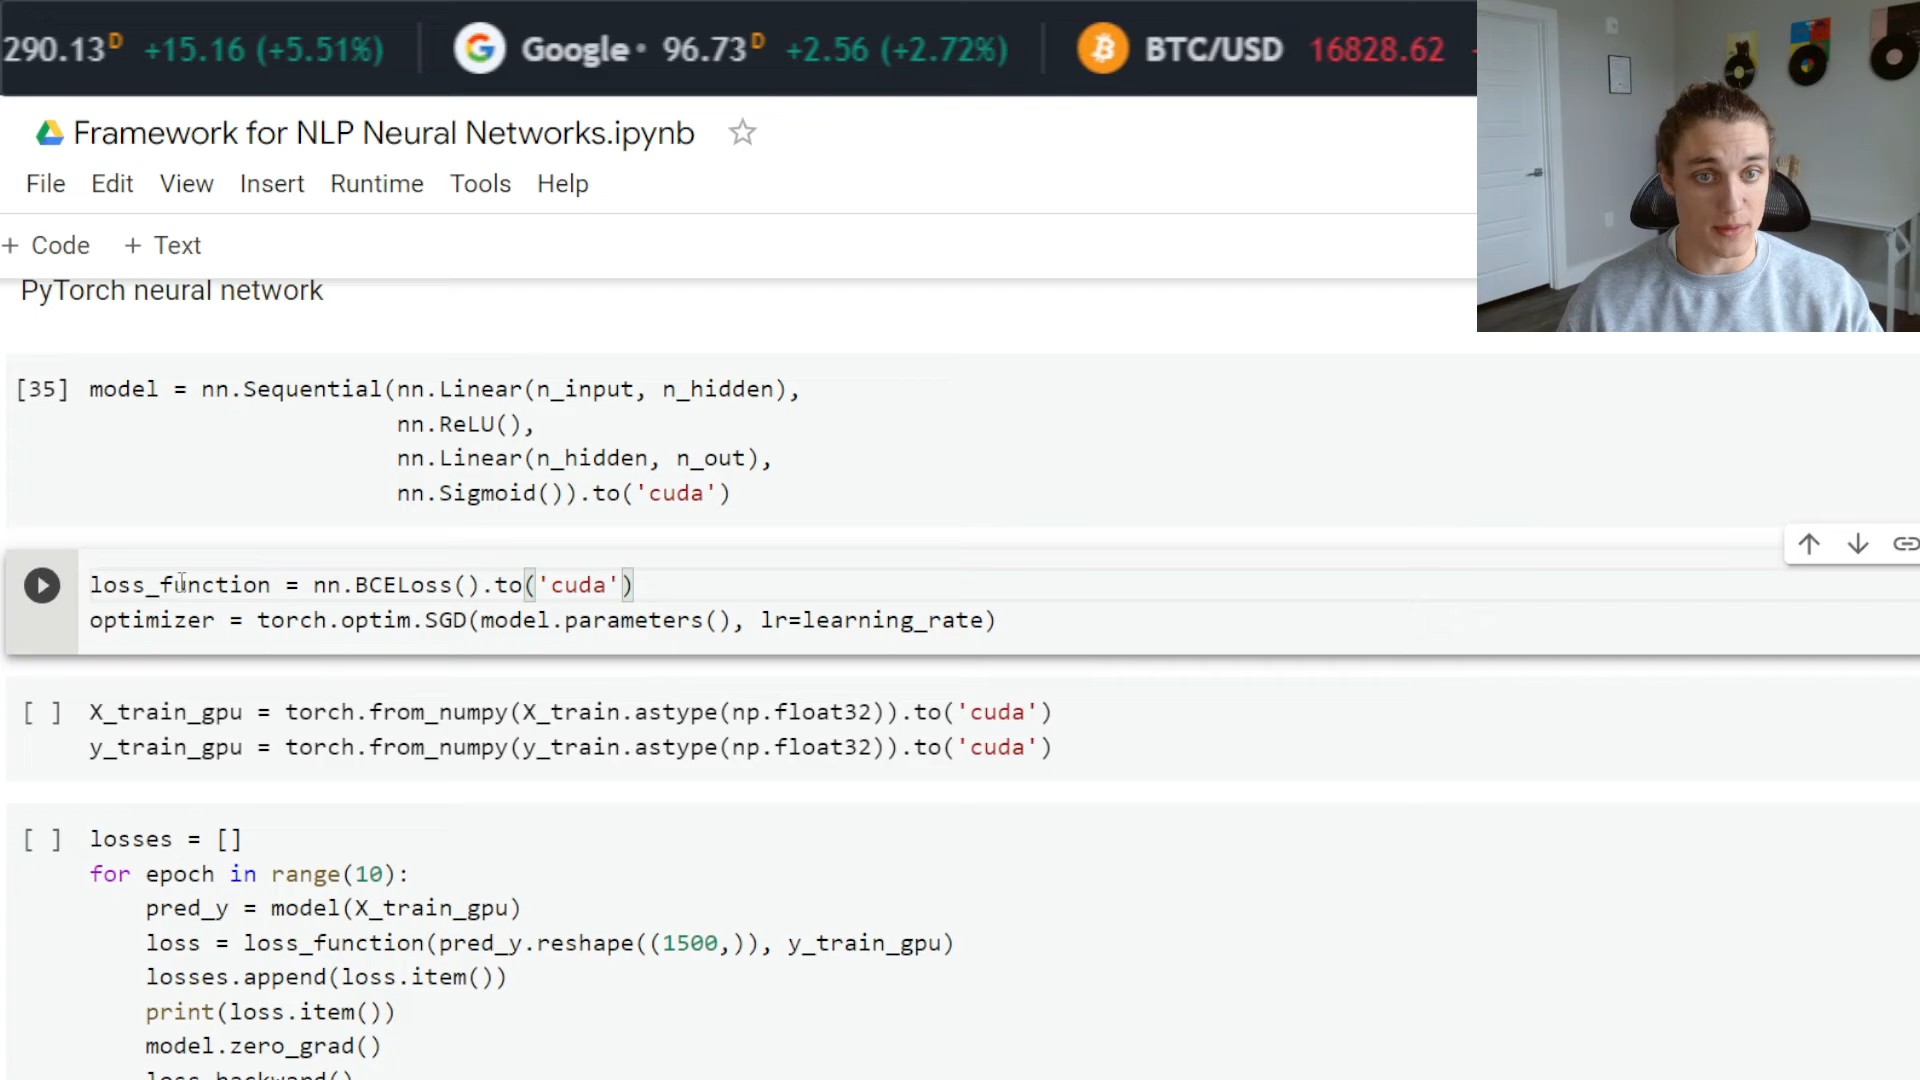 290.13 D +15.16 (+5.51%) G Google • 96.73 D +2.56 (+2.72%) BTC/USD 16828.62
Framework for NLP Neural Networks.ipynb
File Edit View Insert Runtime Tools Help
+ Code + Text
PyTorch neural network
[35] model = nn.Sequential(nn.Linear(n_input, n_hidden),
nn.ReLU(),
nn.Linear(n_hidden, n_out),
nn.Sigmoid()).to('cuda')
loss_function = nn.BCELoss().to('cuda')
optimizer = torch.optim.SGD(model.parameters(), lr=learning_rate)
[ ] X_train_gpu = torch.from_numpy(X_train.astype(np.float32)).to('cuda')
y_train_gpu = torch.from_numpy(y_train.astype(np.float32)).to('cuda')
[ ] losses = []
for epoch in range(10):
pred_y = model(X_train_gpu)
loss = loss_function(pred_y.reshape((1500,)), y_train_gpu)
losses.append(loss.item())
print(loss.item())
model.zero_grad()
loss.backward()